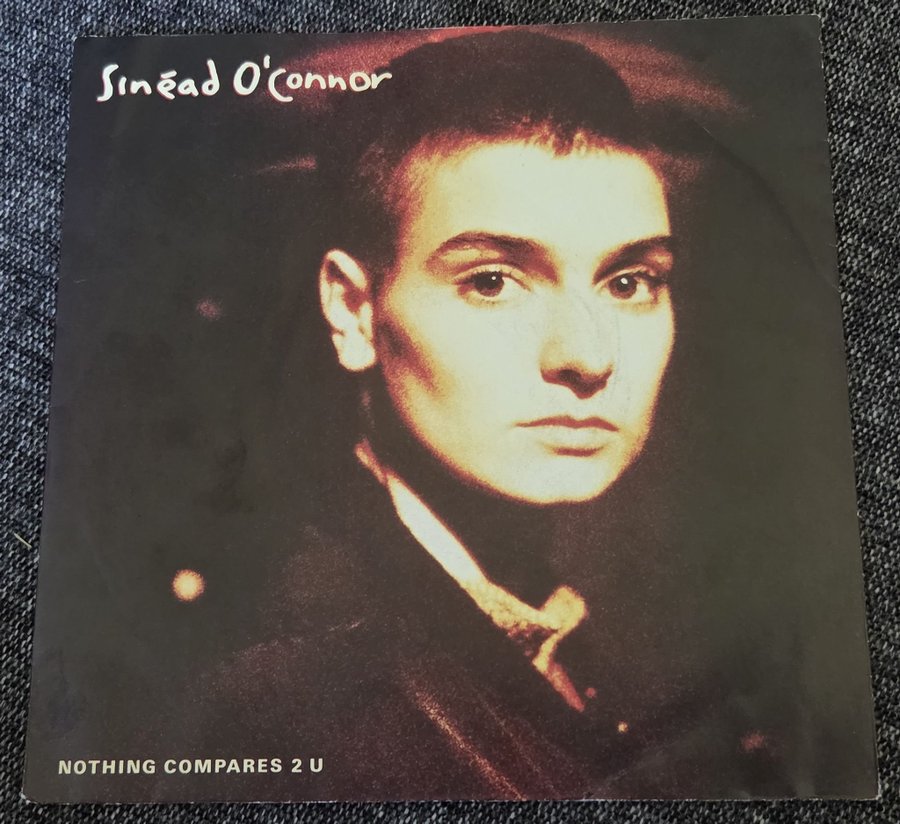 Sinéad O'Connor
NOTHING COMPARES 2 U